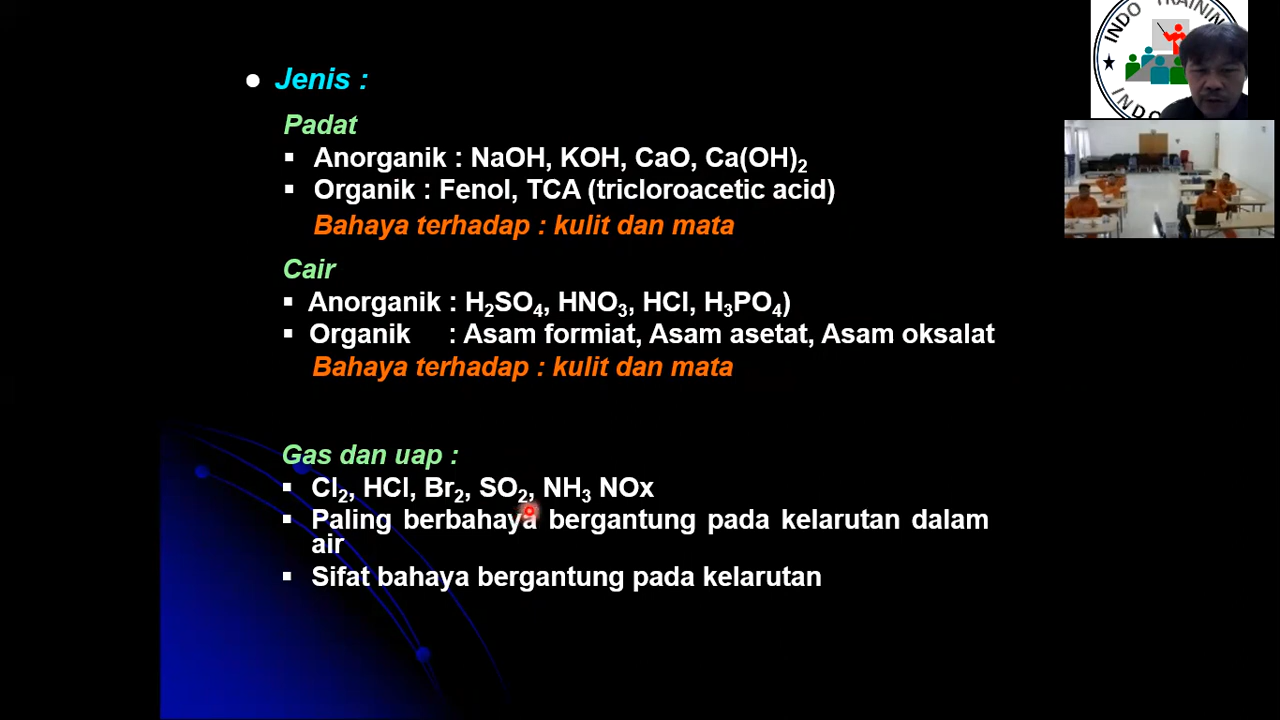 INDO TRAINING
INDO
● Jenis :
Padat
▪ Anorganik : NaOH, KOH, CaO, Ca(OH)₂
▪ Organik : Fenol, TCA (tricloroacetic acid)
Bahaya terhadap : kulit dan mata
Cair
▪ Anorganik : H₂SO₄, HNO₃, HCl, H₃PO₄)
▪ Organik : Asam formiat, Asam asetat, Asam oksalat
Bahaya terhadap : kulit dan mata
Gas dan uap :
▪ Cl₂, HCl, Br₂, SO₂, NH₃ NOx
▪ Paling berbahaya bergantung pada kelarutan dalam
air
▪ Sifat bahaya bergantung pada kelarutan